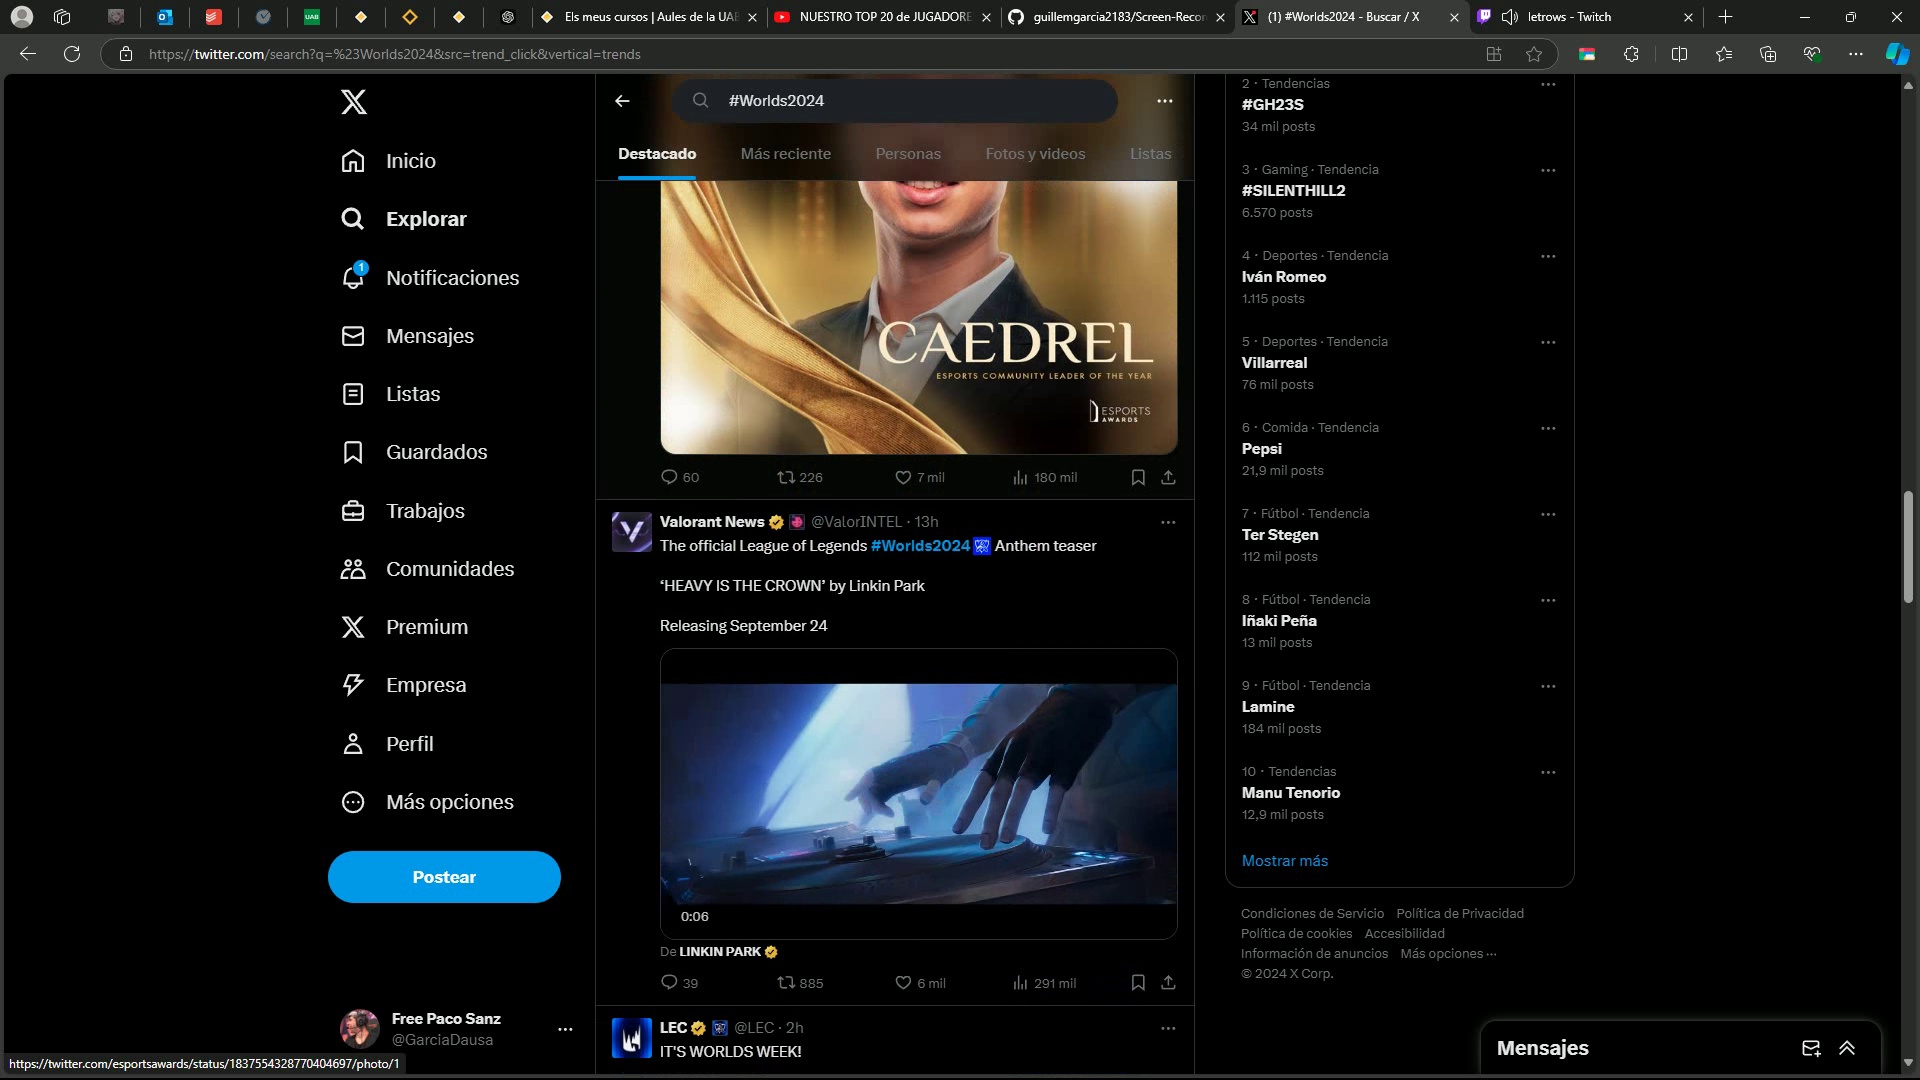 Els meus cursos | Aules de la UAB
NUESTRO TOP 20 de JUGADORE
guillemgarcia2183/Screen-Recor
(1) #Worlds2024 - Buscar / X
letrows - Twitch
https://twitter.com/search?q=%23Worlds2024&src=trend_click&vertical=trends
#Worlds2024
Destacado
Más reciente
Personas
Fotos y videos
Listas
Inicio
Explorar
1
Notificaciones
Mensajes
Listas
Guardados
Trabajos
Comunidades
Premium
Empresa
Perfil
Más opciones
Postear
Free Paco Sanz
@GarciaDausa
https://twitter.com/esportsawards/status/1837554328770404697/photo/1
CAEDREL
ESPORTS COMMUNITY LEADER OF THE YEAR
ESPORTS
AWARDS
60
226
7 mil
180 mil
Valorant News @ValorINTEL · 13h
The official League of Legends #Worlds2024 Anthem teaser
‘HEAVY IS THE CROWN’ by Linkin Park
Releasing September 24
0:06
De LINKIN PARK
39
885
6 mil
291 mil
LEC @LEC · 2h
IT'S WORLDS WEEK!
2 · Tendencias
#GH23S
34 mil posts
3 · Gaming · Tendencia
#SILENTHILL2
6.570 posts
4 · Deportes · Tendencia
Iván Romeo
1.115 posts
5 · Deportes · Tendencia
Villarreal
76 mil posts
6 · Comida · Tendencia
Pepsi
21,9 mil posts
7 · Fútbol · Tendencia
Ter Stegen
112 mil posts
8 · Fútbol · Tendencia
Iñaki Peña
13 mil posts
9 · Fútbol · Tendencia
Lamine
184 mil posts
10 · Tendencias
Manu Tenorio
12,9 mil posts
Mostrar más
Condiciones de Servicio Política de Privacidad
Política de cookies Accesibilidad
Información de anuncios Más opciones ···
© 2024 X Corp.
Mensajes